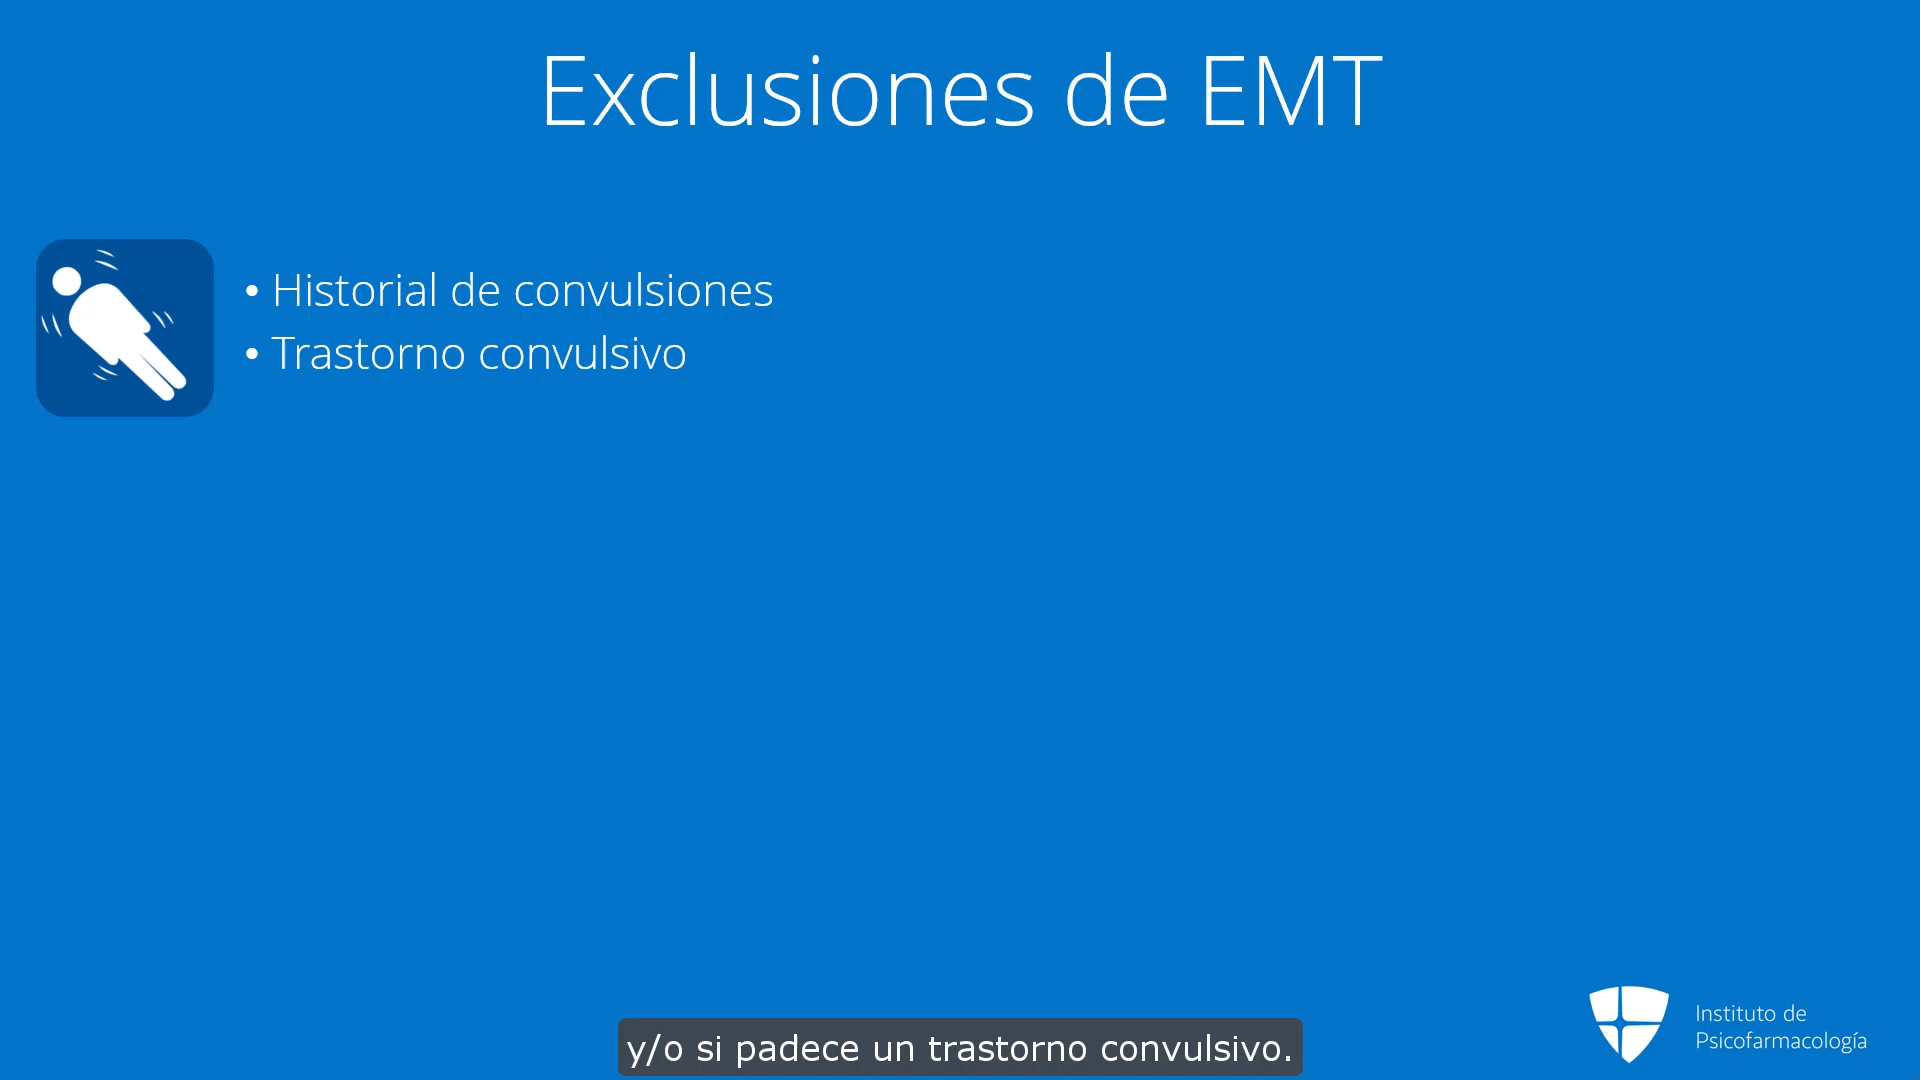 Exclusiones de EMT
• Historial de convulsiones
• Trastorno convulsivo
Instituto de
Psicofarmacología
y/o si padece un trastorno convulsivo.